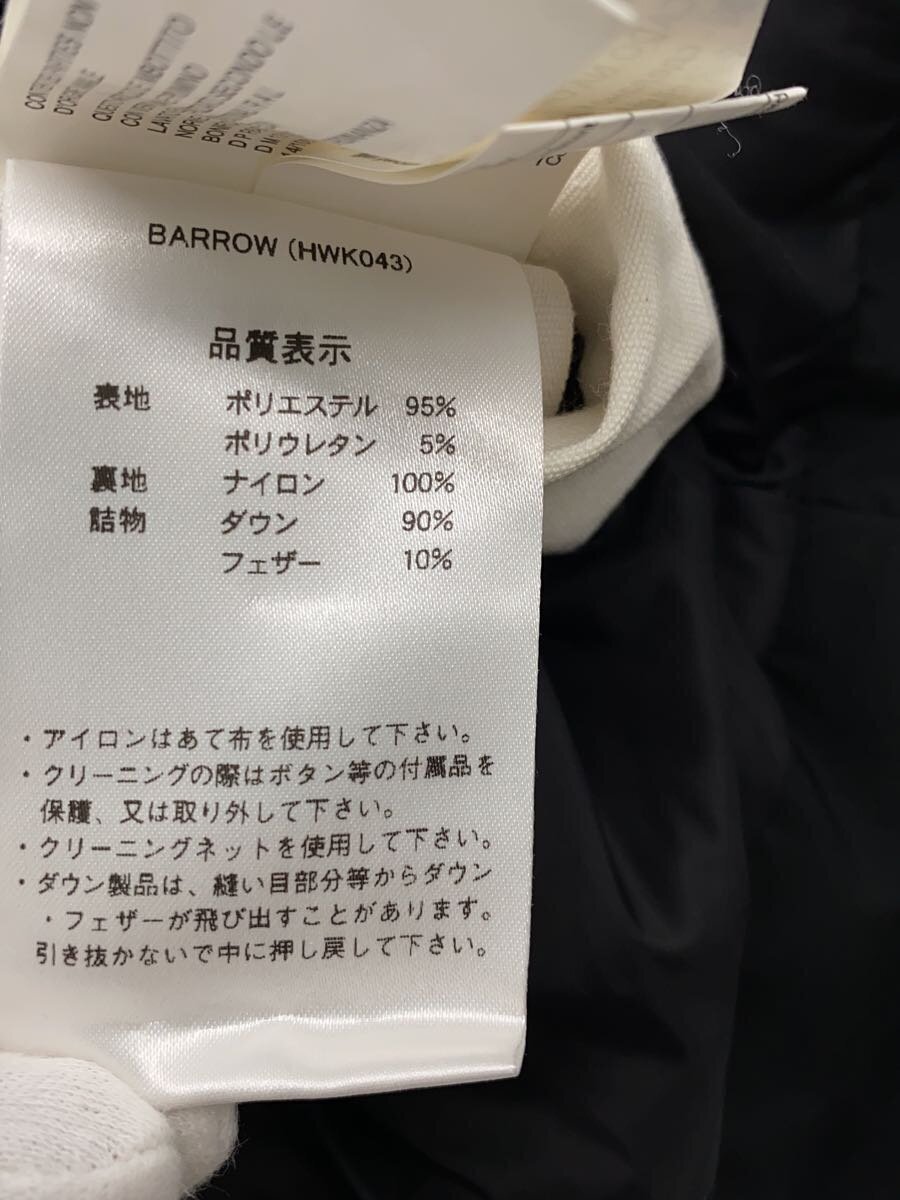 D'ORENBLE
BARROW (HWK043)
品質表示
表地 ポリエステル 95%
ポリウレタン 5%
裏地 ナイロン 100%
詰物 ダウン 90%
フェザー 10%
・アイロンはあて布を使用して下さい。
・クリーニングの際はボタン等の付属品を
保護、又は取り外して下さい。
・クリーニングネットを使用して下さい。
・ダウン製品は、縫い目部分等からダウン
・フェザーが飛び出すことがあります。
引き抜かないで中に押し戻して下さい。